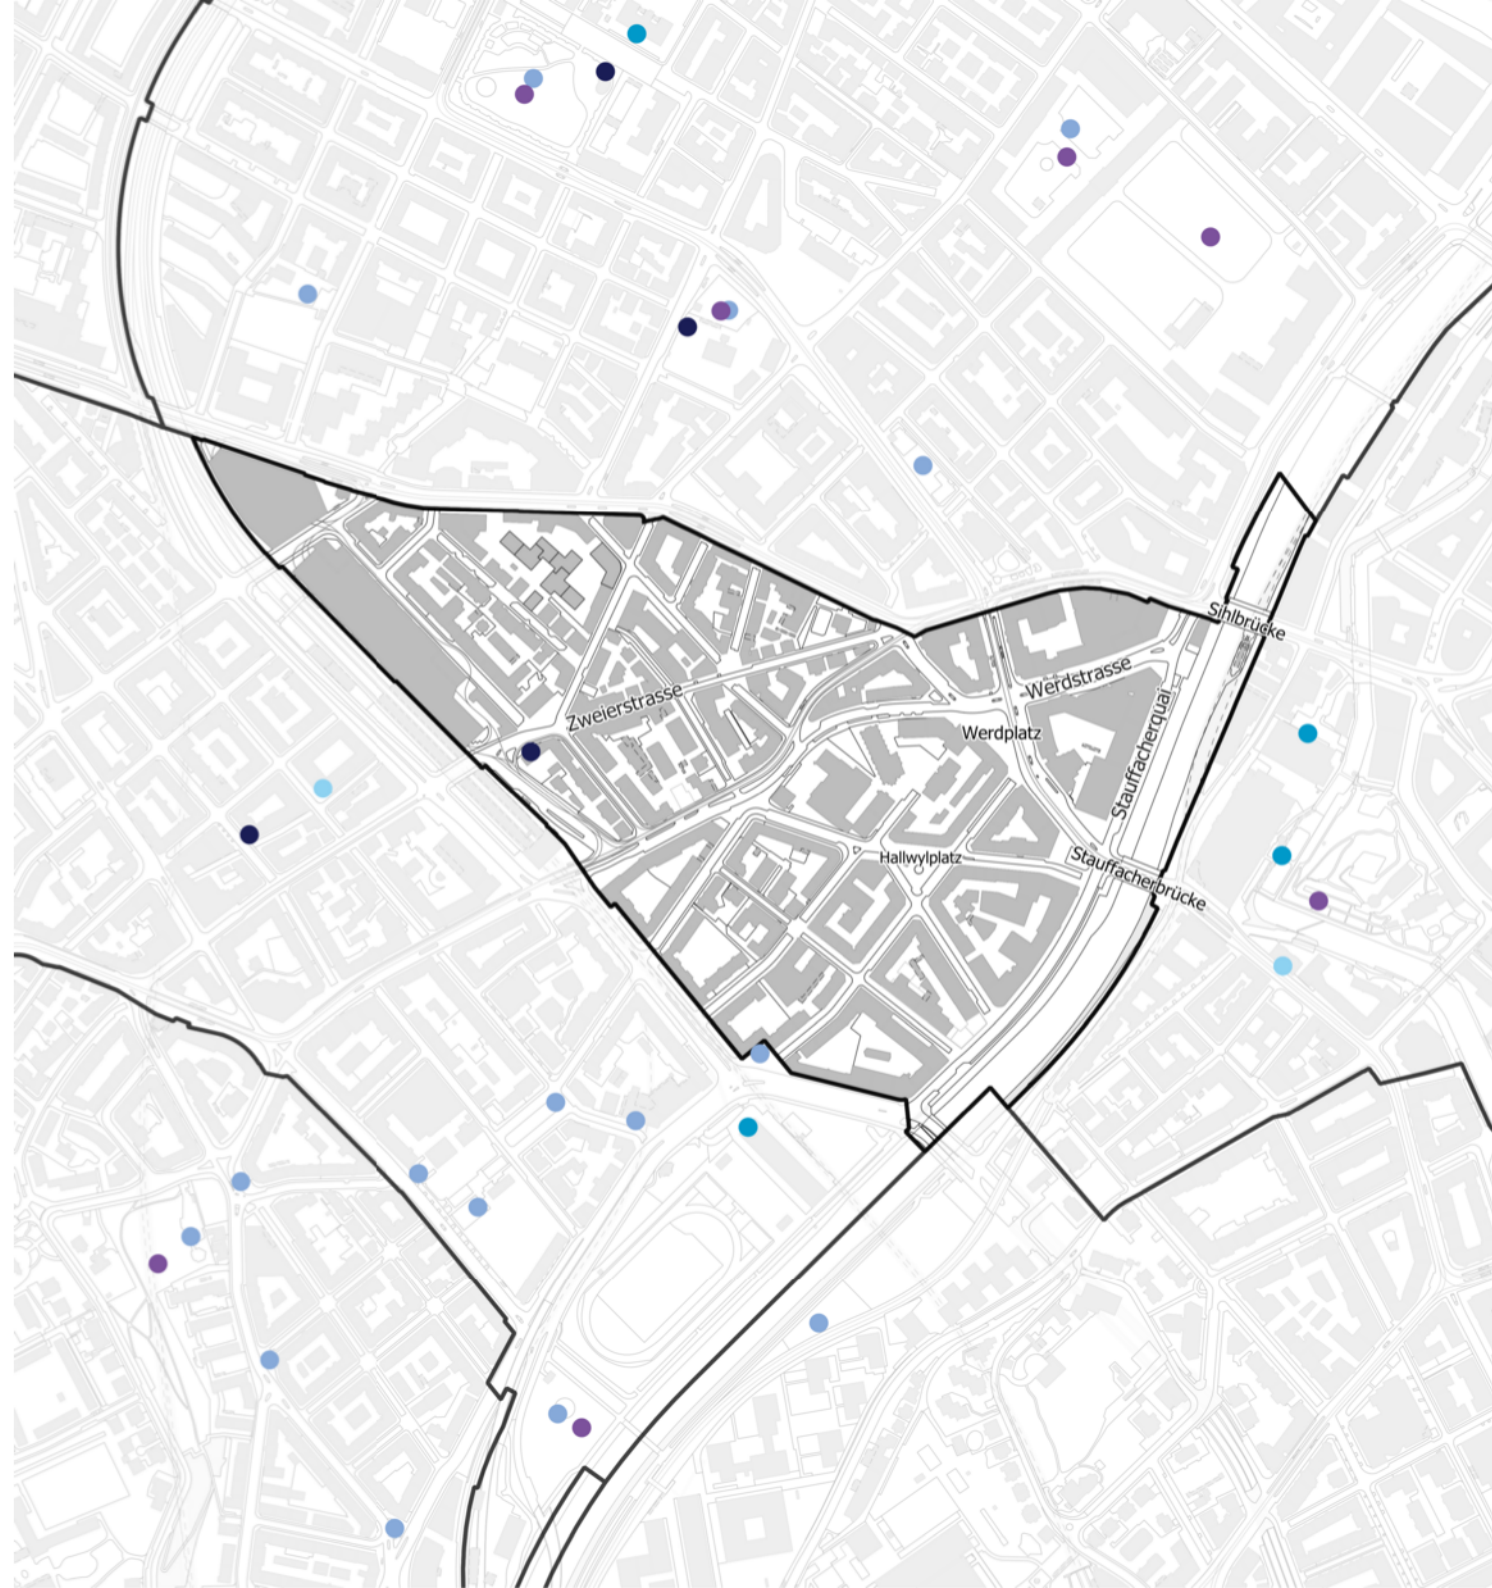 Sihlbrücke
Werdstrasse
Zweierstrasse
Stauffacherquai
Werdplatz
Hallwylplatz
Stauffacherbrücke